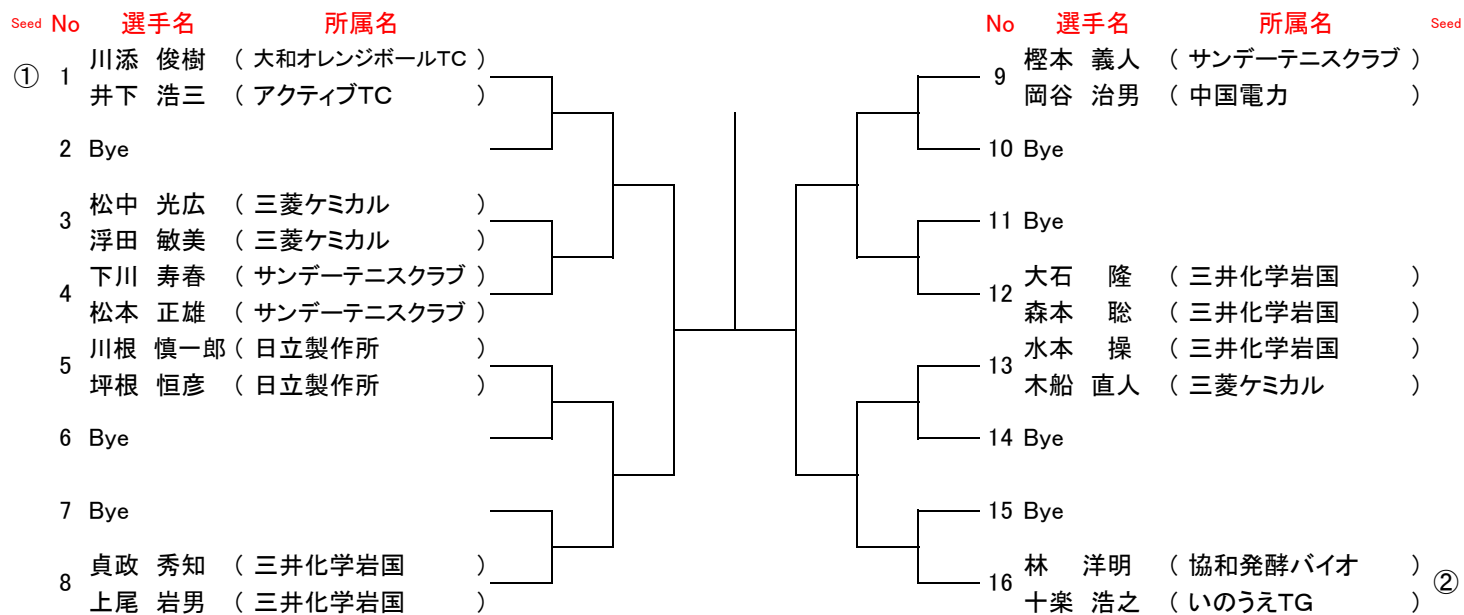 Seed No 選手名 所属名
① 1 川添 俊樹 ( 大和オレンジボールTC )
井下 浩三 ( アクティブTC )
2 Bye
3 松中 光広 ( 三菱ケミカル )
浮田 敏美 ( 三菱ケミカル )
4 下川 寿春 ( サンデーテニスクラブ )
松本 正雄 ( サンデーテニスクラブ )
5 川根 慎一郎 ( 日立製作所 )
坪根 恒彦 ( 日立製作所 )
6 Bye
7 Bye
8 貞政 秀知 ( 三井化学岩国 )
上尾 岩男 ( 三井化学岩国 )
No 選手名 所属名 Seed
9 樫本 義人 ( サンデーテニスクラブ )
岡谷 治男 ( 中国電力 )
10 Bye
11 Bye
12 大石 隆 ( 三井化学岩国 )
森本 聡 ( 三井化学岩国 )
13 水本 操 ( 三井化学岩国 )
木船 直人 ( 三菱ケミカル )
14 Bye
15 Bye
16 林 洋明 ( 協和発酵バイオ ) ②
十楽 浩之 ( いのうえTG )